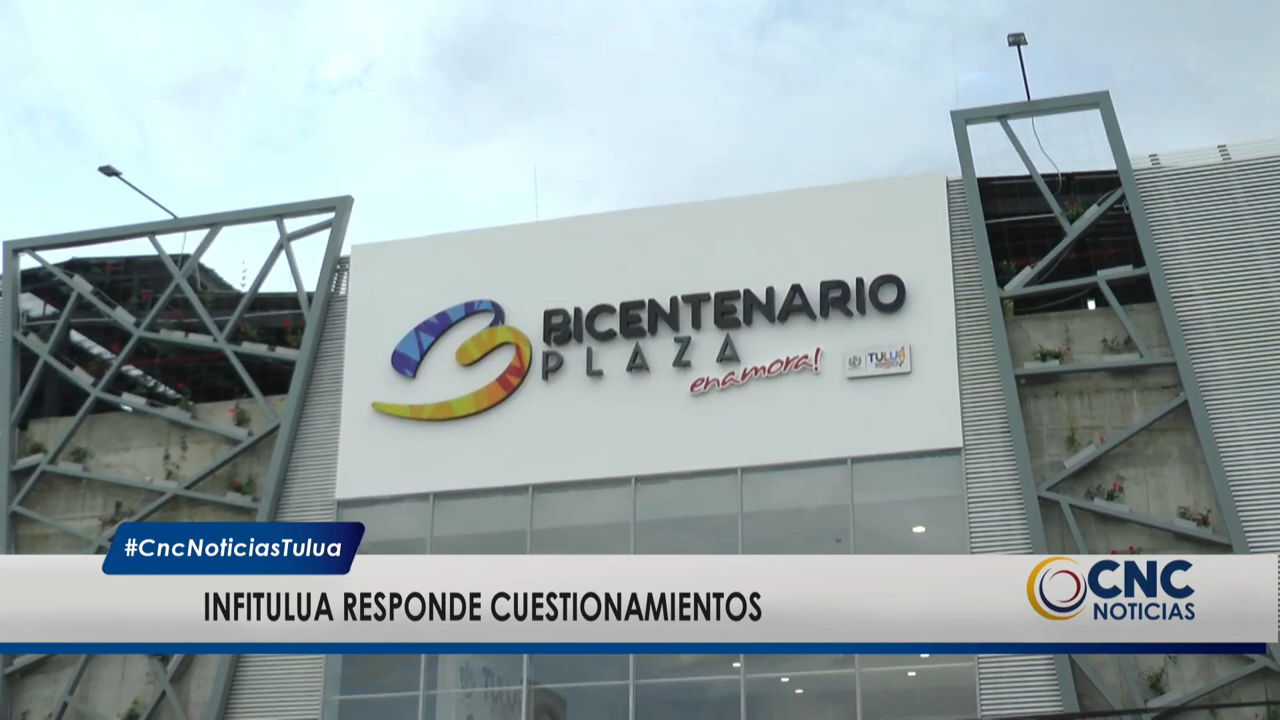 BICENTENARIO
PLAZA
enamora!
TULUÁ
#CncNoticiasTulua
INFITULUA RESPONDE CUESTIONAMIENTOS
CNC
NOTICIAS